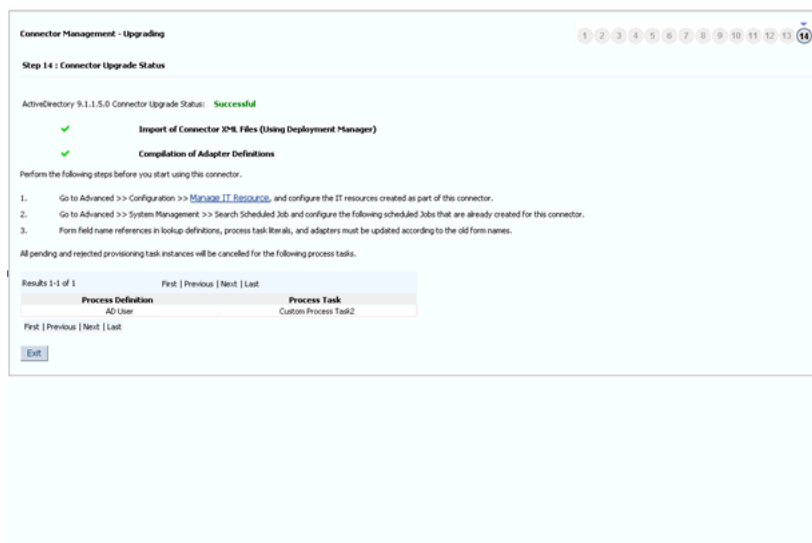 Connector Management - Upgrading
1 2 3 4 5 6 7 8 9 10 11 12 13 14
Step 14 : Connector Upgrade Status
ActiveDirectory 9.1.1.5.0 Connector Upgrade Status: Successful
Import of Connector XML Files (Using Deployment Manager)
Compilation of Adapter Definitions
Perform the following steps before you start using this connector.
1. Go to Advanced >> Configuration >> Manage IT Resource, and configure the IT resources created as part of this connector.
2. Go to Advanced >> System Management >> Search Scheduled Job and configure the following scheduled Jobs that are already created for this connector.
3. Form field name references in lookup definitions, process task literals, and adapters must be updated according to the old form names.
All pending and rejected provisioning task instances will be cancelled for the following process tasks.
Results 1-1 of 1 First | Previous | Next | Last
Process Definition Process Task
AD User Custom Process Task2
First | Previous | Next | Last
Exit